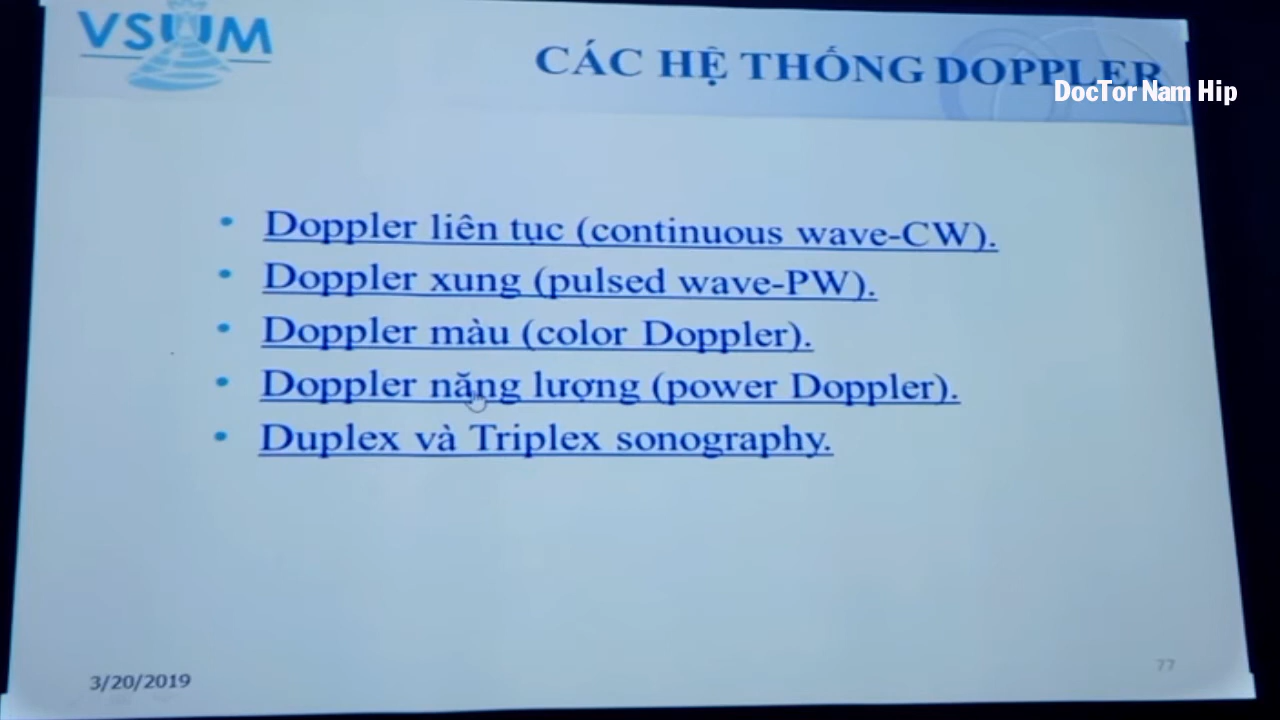 VSUM
CÁC HỆ THỐNG DOPPLER
DocTor Nam Hip
• Doppler liên tục (continuous wave-CW).
• Doppler xung (pulsed wave-PW).
• Doppler màu (color Doppler).
• Doppler năng lượng (power Doppler).
• Duplex và Triplex sonography.
3/20/2019
77